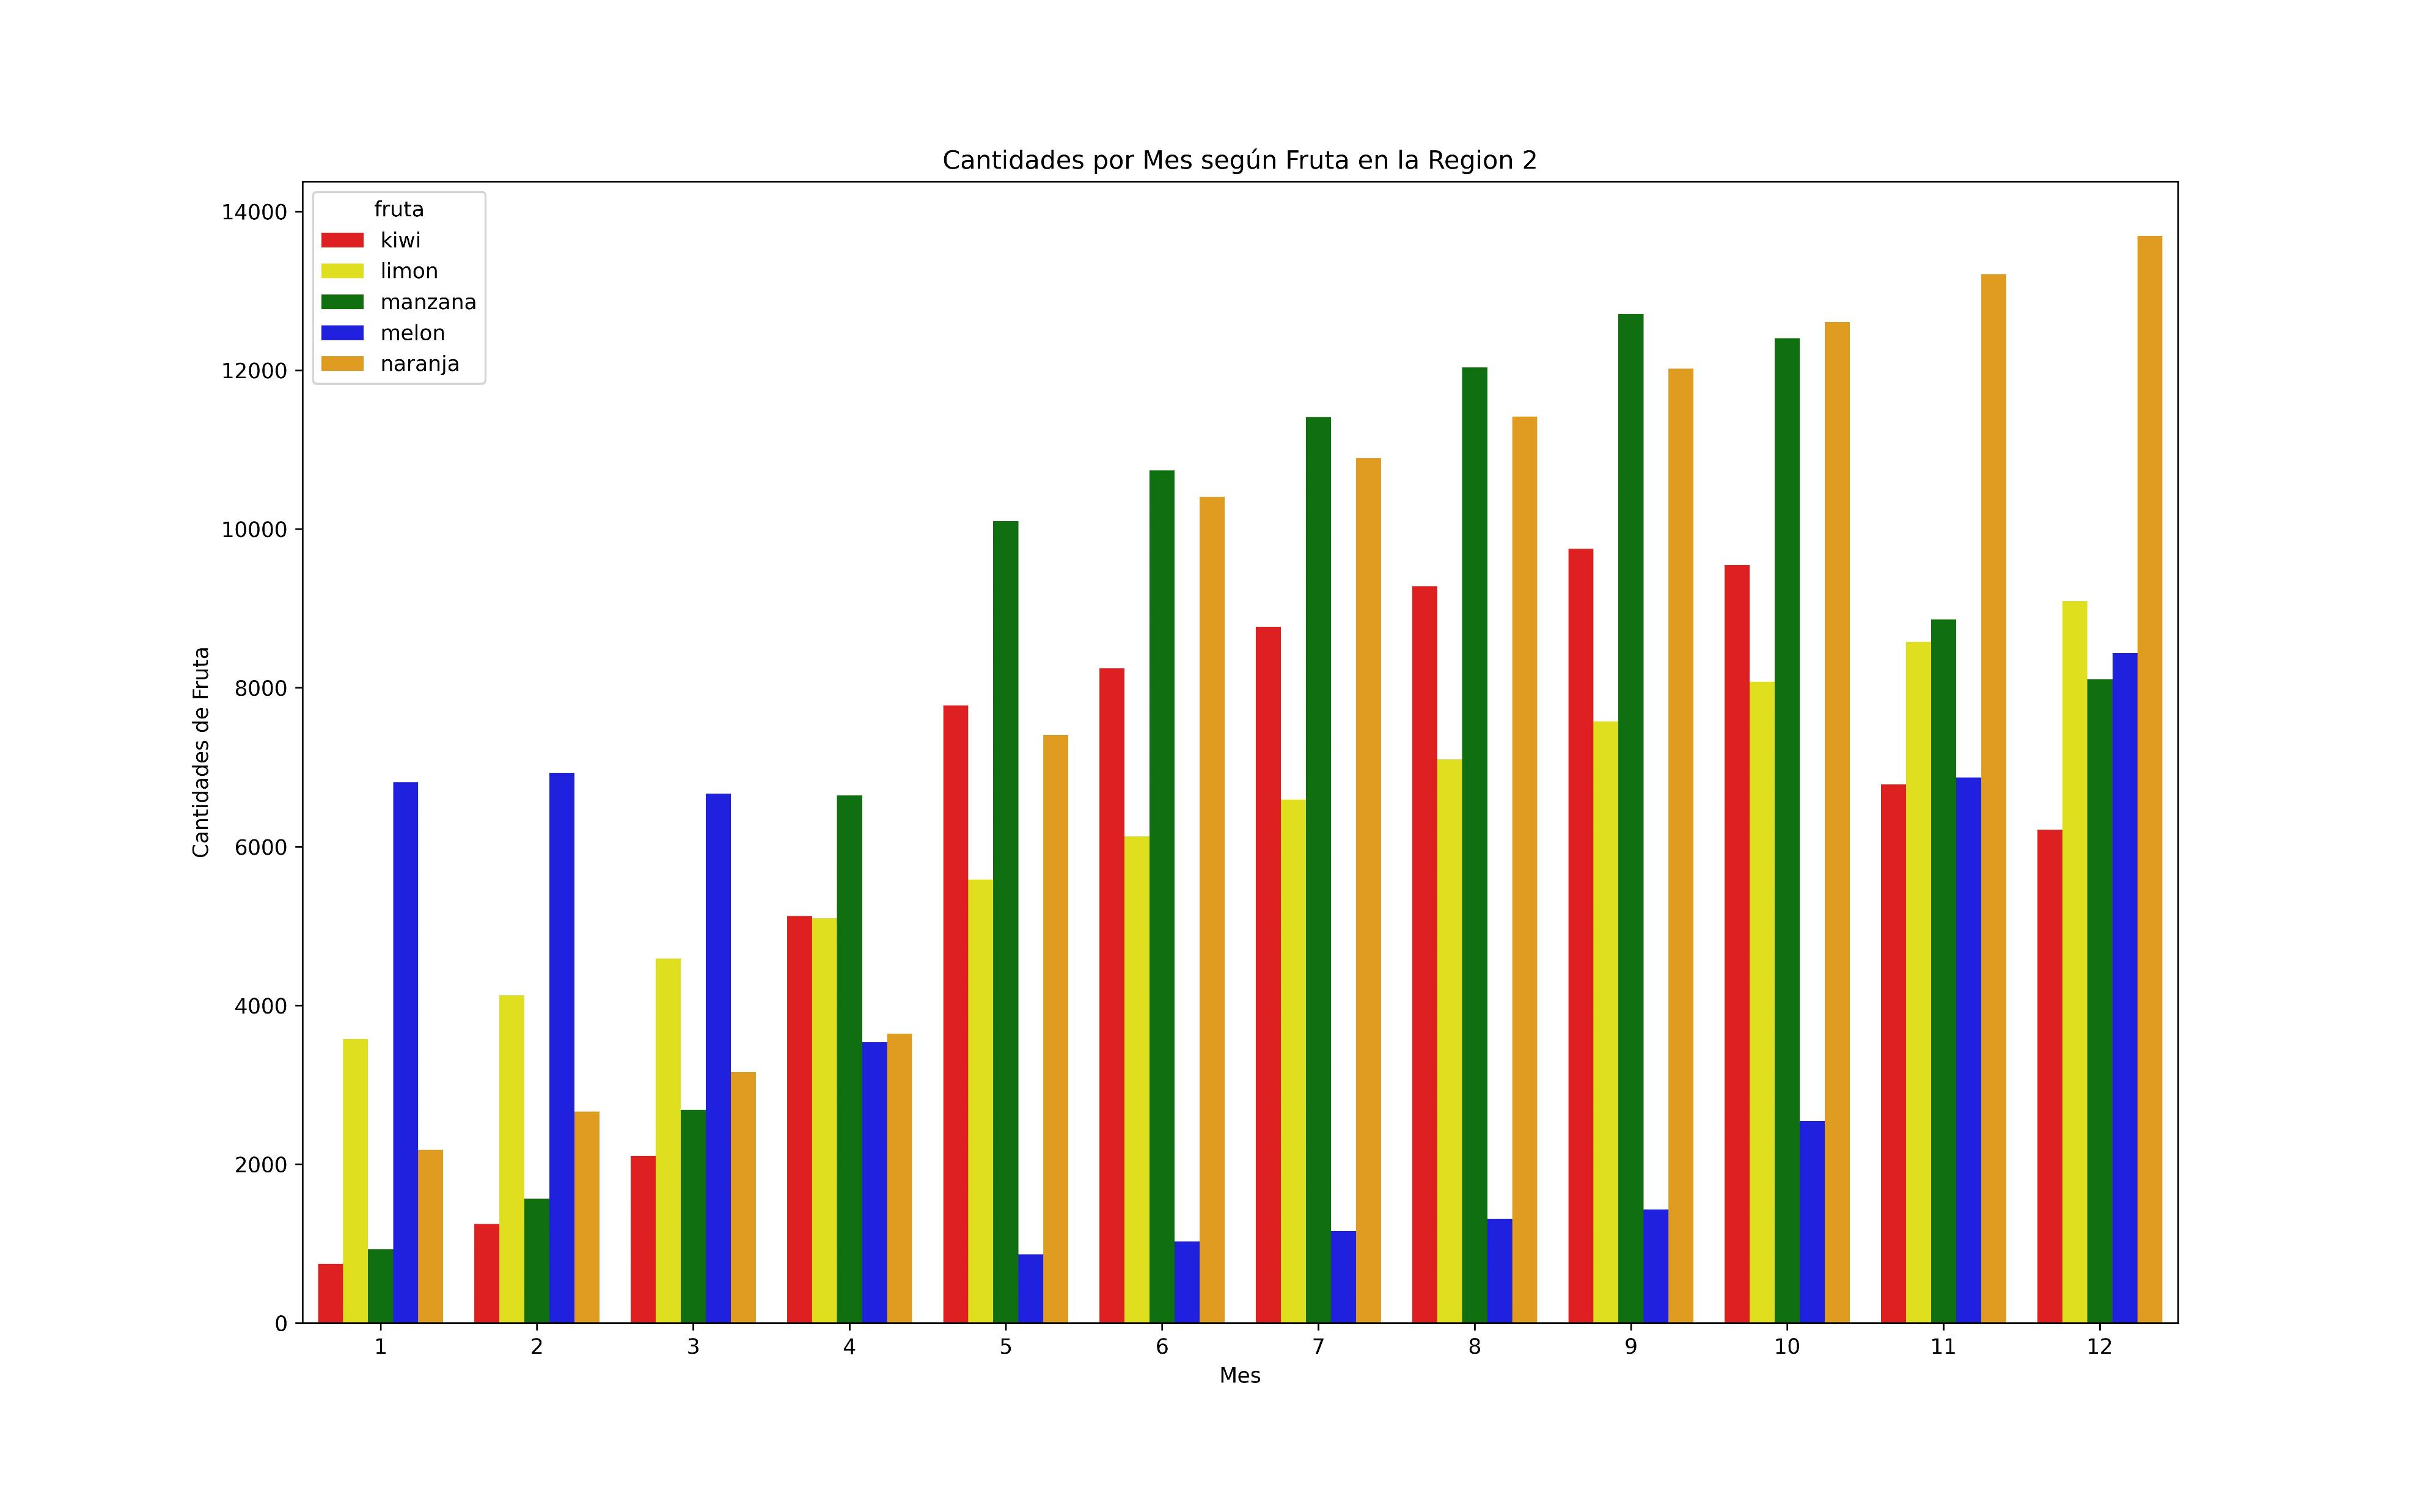 Cantidades por Mes según Fruta en la Region 2
fruta
kiwi
limon
manzana
melon
naranja
14000
12000
10000
8000
6000
4000
2000
0
Cantidades de Fruta
1 2 3 4 5 6 7 8 9 10 11 12
Mes